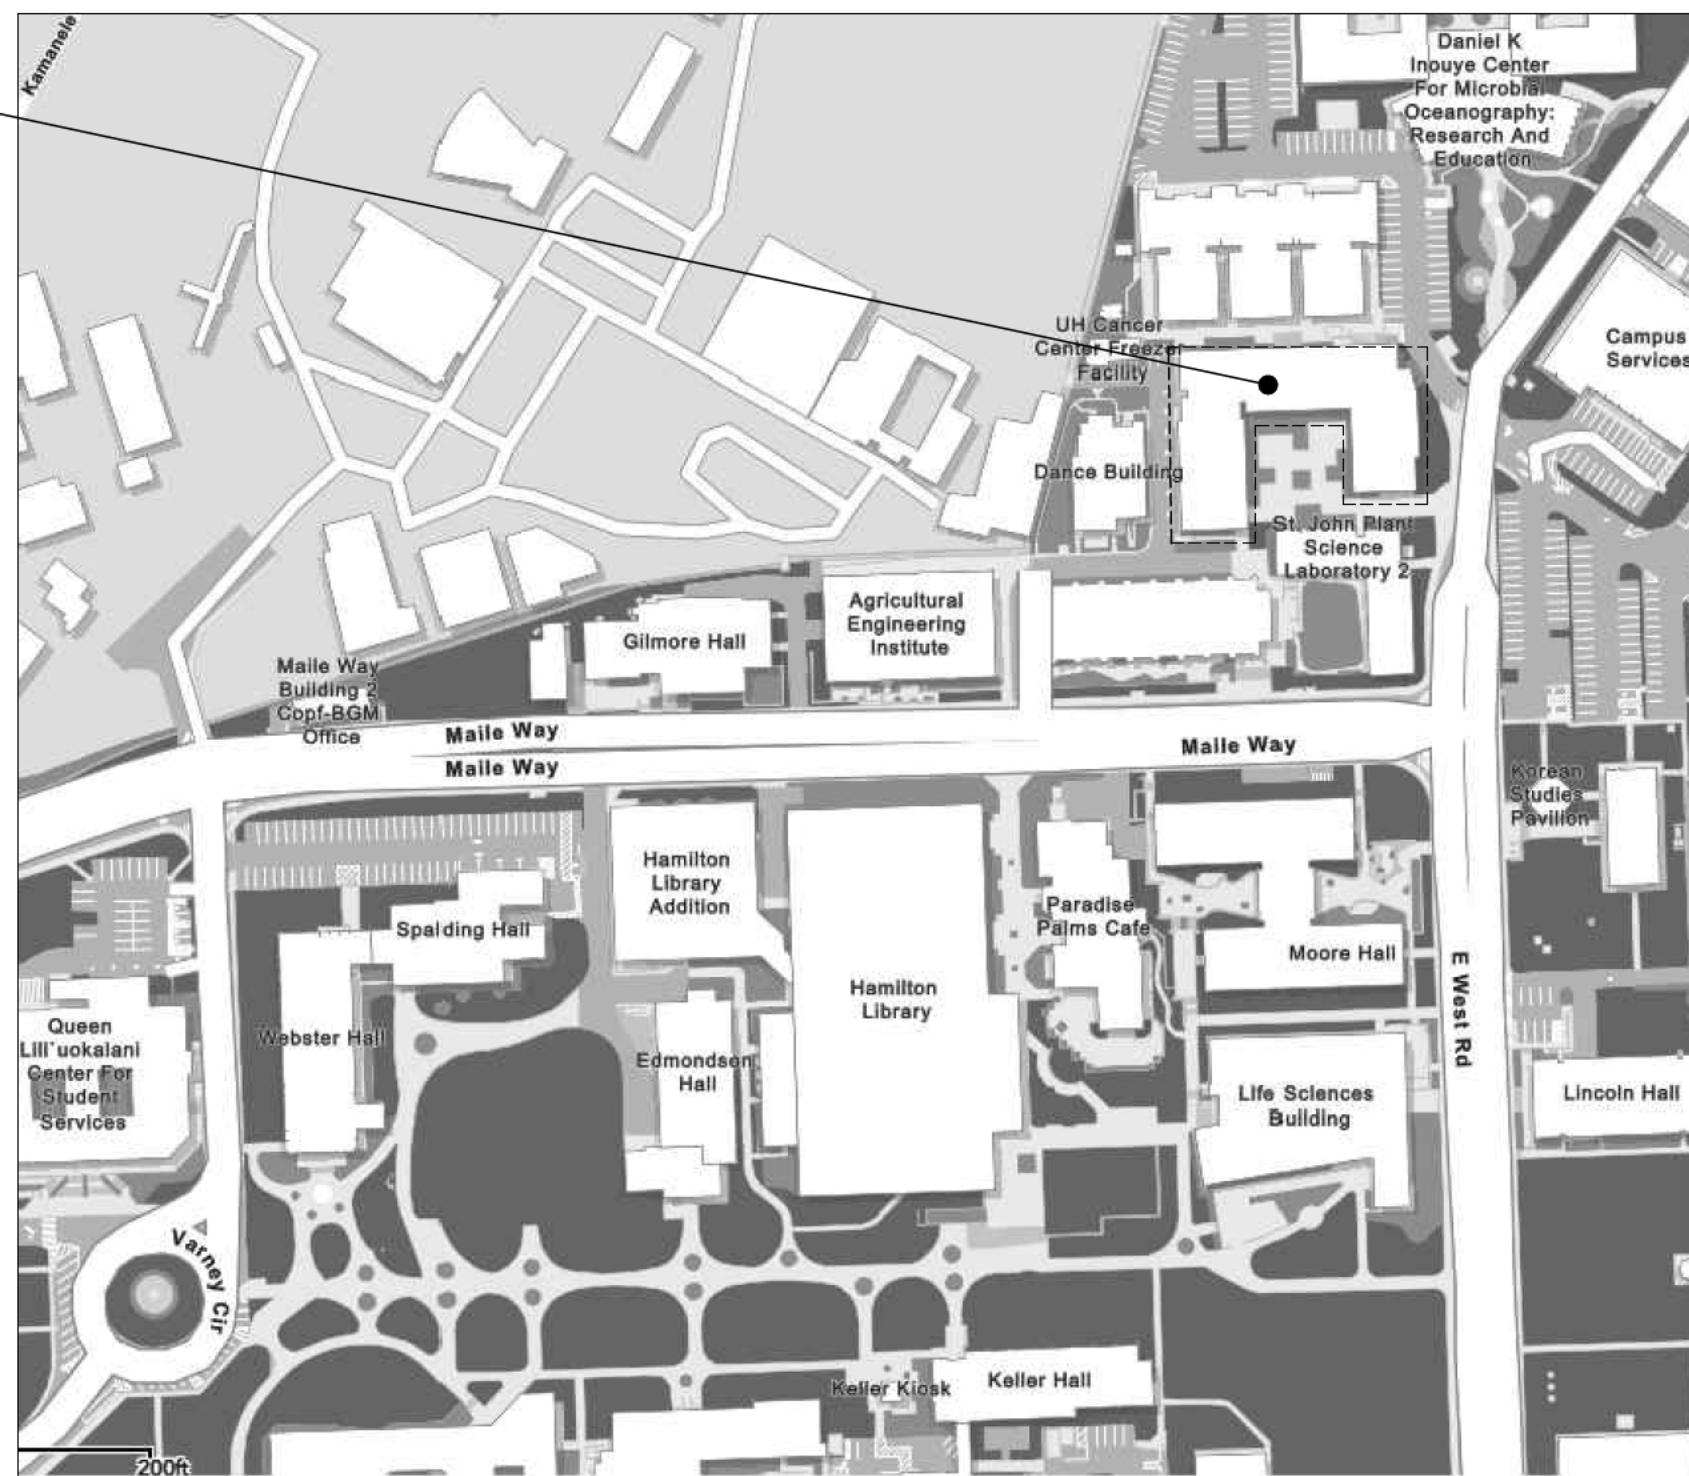 Kamanele
Daniel K
Inouye Center
For Microbial
Oceanography:
Research And
Education
UH Cancer
Center Freezer
Facility
Campus
Services
Dance Building
St. John Plant
Science
Laboratory 2
Agricultural
Engineering
Institute
Gilmore Hall
Maile Way
Building 2
Copf-BGM
Office
Maile Way
Maile Way
Maile Way
Korean
Studies
Pavilion
Hamilton
Library
Addition
Spalding Hall
Paradise
Palms Cafe
Moore Hall
E West Rd
Hamilton
Library
Queen
Lili`uokalani
Center For
Student
Services
Webster Hall
Edmondson
Hall
Life Sciences
Building
Lincoln Hall
Varney Cir
Keller Kiosk
Keller Hall
200ft